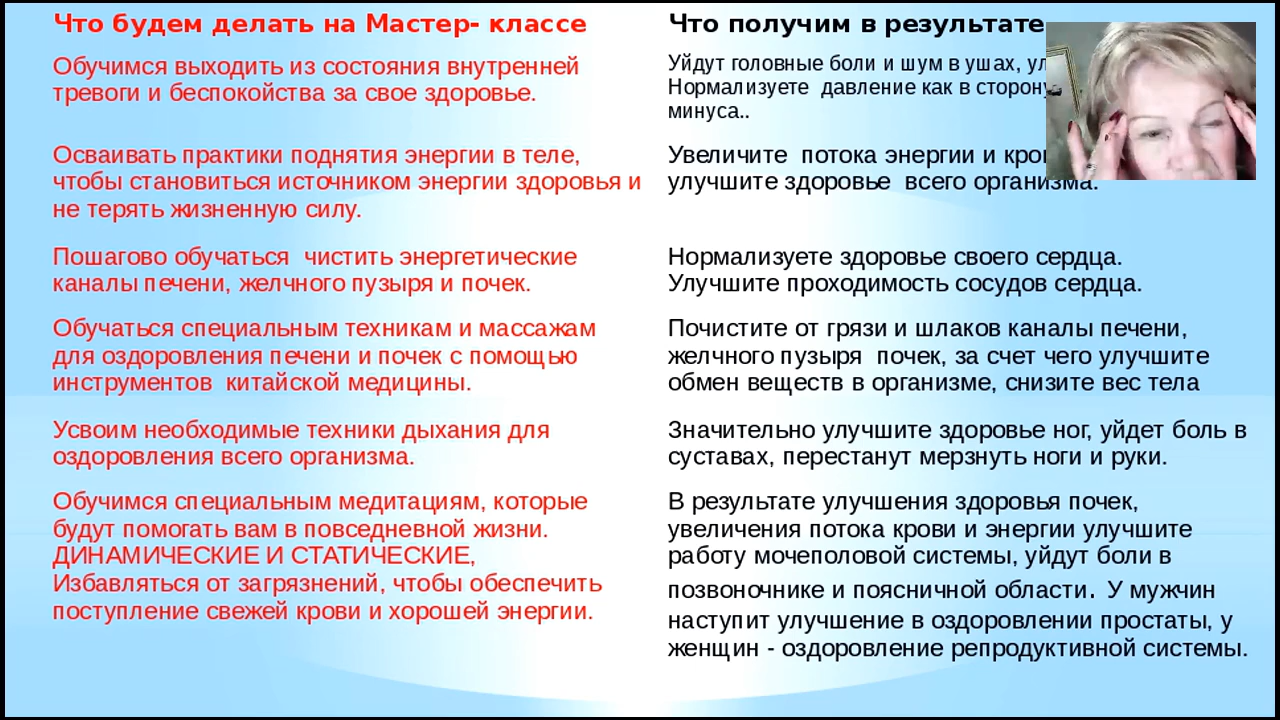 Что будем делать на Мастер- классе
Обучимся выходить из состояния внутренней
тревоги и беспокойства за свое здоровье.
Осваивать практики поднятия энергии в теле,
чтобы становиться источником энергии здоровья и
не терять жизненную силу.
Пошагово обучаться  чистить энергетические
каналы печени, желчного пузыря и почек.
Обучаться специальным техникам и массажам
для оздоровления печени и почек с помощью
инструментов  китайской медицины.
Усвоим необходимые техники дыхания для
оздоровления всего организма.
Обучимся специальным медитациям, которые
будут помогать вам в повседневной жизни.
ДИНАМИЧЕСКИЕ И СТАТИЧЕСКИЕ,
Избавляться от загрязнений, чтобы обеспечить
поступление свежей крови и хорошей энергии.
Что получим в результате
Уйдут головные боли и шум в ушах,
Нормализуете  давление как в сторону
минуса..
Увеличите  потока энергии и
улучшите здоровье  всего организма.
Нормализуете здоровье своего сердца.
Улучшите проходимость сосудов сердца.
Почистите от грязи и шлаков каналы печени,
желчного пузыря  почек, за счет чего улучшите
обмен веществ в организме, снизите вес тела
Значительно улучшите здоровье ног, уйдет боль в
суставах, перестанут мерзнуть ноги и руки.
В результате улучшения здоровья почек,
увеличения потока крови и энергии улучшите
работу мочеполовой системы, уйдут боли в
позвоночнике и поясничной области. У мужчин
наступит улучшение в оздоровлении простаты, у
женщин - оздоровление репродуктивной системы.